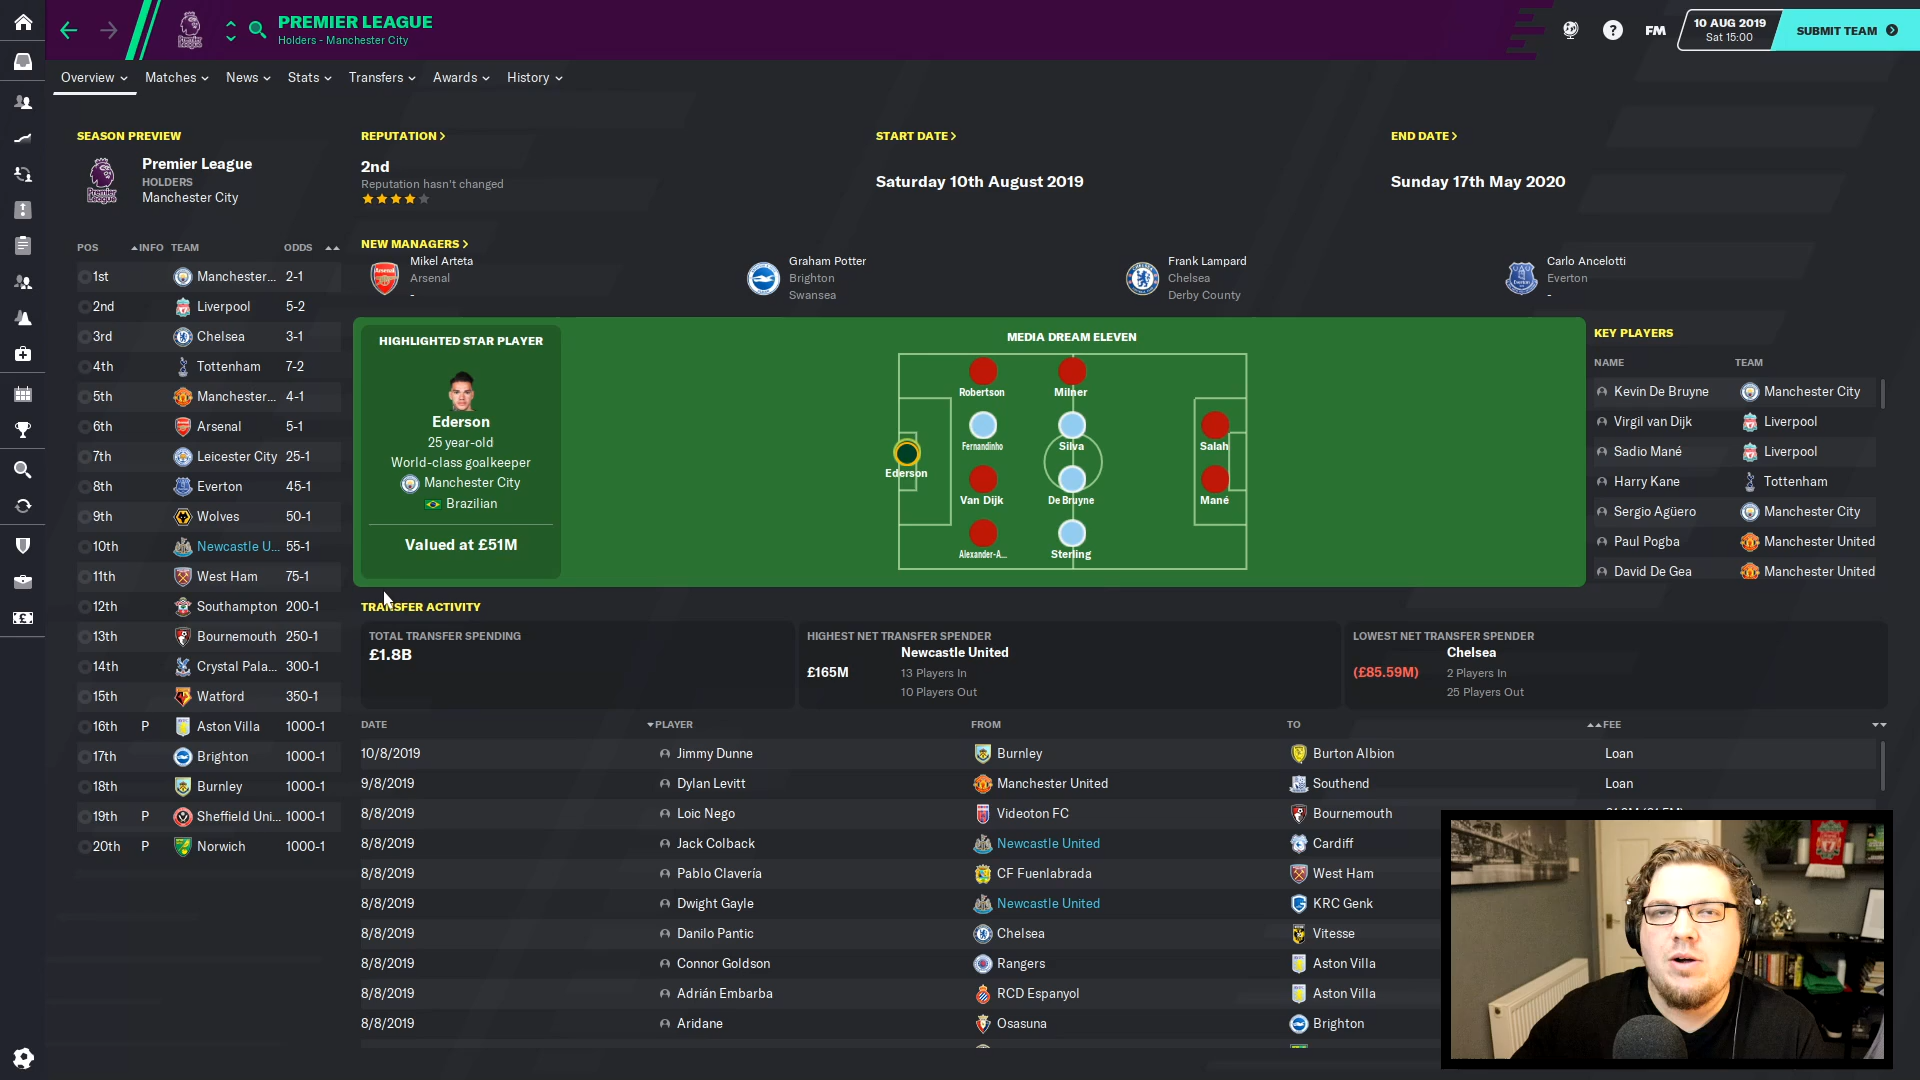 PREMIER LEAGUE
Holders - Manchester City
? FM 10 AUG 2019
Sat 15:00
SUBMIT TEAM
Overview Matches News Stats Transfers Awards History
SEASON PREVIEW
Premier League
HOLDERS
Manchester City
REPUTATION
2nd
Reputation hasn't changed
START DATE
Saturday 10th August 2019
END DATE
Sunday 17th May 2020
POS INFO TEAM ODDS
1st Manchester... 2-1
2nd Liverpool 5-2
3rd Chelsea 3-1
4th Tottenham 7-2
5th Manchester... 4-1
6th Arsenal 5-1
7th Leicester City 25-1
8th Everton 45-1
9th Wolves 50-1
10th Newcastle U... 55-1
11th West Ham 75-1
12th Southampton 200-1
13th Bournemouth 250-1
14th Crystal Pala... 300-1
15th Watford 350-1
16th P Aston Villa 1000-1
17th Brighton 1000-1
18th Burnley 1000-1
19th P Sheffield Uni... 1000-1
20th P Norwich 1000-1
NEW MANAGERS
Mikel Arteta
Arsenal
-
Graham Potter
Brighton
Swansea
Frank Lampard
Chelsea
Derby County
Carlo Ancelotti
Everton
-
HIGHLIGHTED STAR PLAYER
Ederson
25 year-old
World-class goalkeeper
Manchester City
Brazilian
Valued at £51M
MEDIA DREAM ELEVEN
Robertson Milner
Fernandinho Silva Salah
Ederson
Van Dijk De Bruyne Mané
Alexander-A... Sterling
KEY PLAYERS
NAME TEAM
Kevin De Bruyne Manchester City
Virgil van Dijk Liverpool
Sadio Mané Liverpool
Harry Kane Tottenham
Sergio Agüero Manchester City
Paul Pogba Manchester United
David De Gea Manchester United
TRANSFER ACTIVITY
TOTAL TRANSFER SPENDING
£1.8B
HIGHEST NET TRANSFER SPENDER
Newcastle United
£165M 13 Players In
10 Players Out
LOWEST NET TRANSFER SPENDER
Chelsea
(£85.59M) 2 Players In
25 Players Out
DATE PLAYER FROM TO FEE
10/8/2019 Jimmy Dunne Burnley Burton Albion Loan
9/8/2019 Dylan Levitt Manchester United Southend Loan
8/8/2019 Loic Nego Videoton FC Bournemouth
8/8/2019 Jack Colback Newcastle United Cardiff
8/8/2019 Pablo Clavería CF Fuenlabrada West Ham
8/8/2019 Dwight Gayle Newcastle United KRC Genk
8/8/2019 Danilo Pantic Chelsea Vitesse
8/8/2019 Connor Goldson Rangers Aston Villa
8/8/2019 Adrián Embarba RCD Espanyol Aston Villa
8/8/2019 Aridane Osasuna Brighton